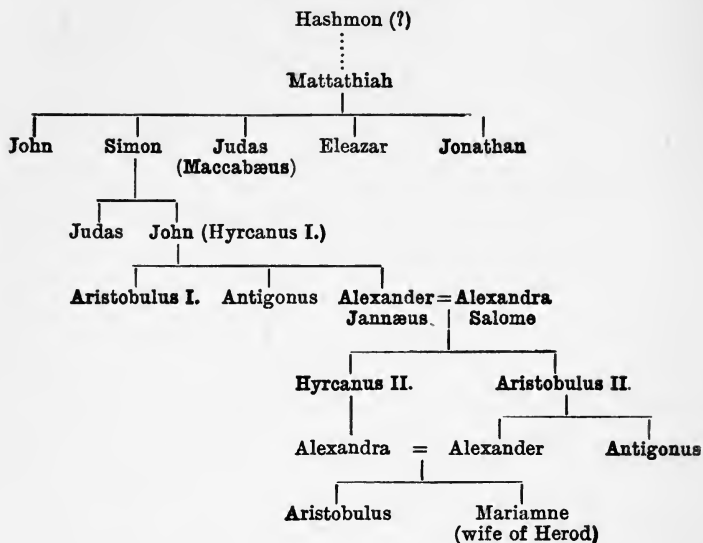 Hashmon (?)
Mattathiah
John Simon Judas Eleazar Jonathan
(Maccabæus)
Judas John (Hyrcanus I.)
Aristobulus I. Antigonus Alexander = Alexandra
Jannæus Salome
Hyrcanus II. Aristobulus II.
Alexandra = Alexander Antigonus
Aristobulus Mariamne
(wife of Herod)